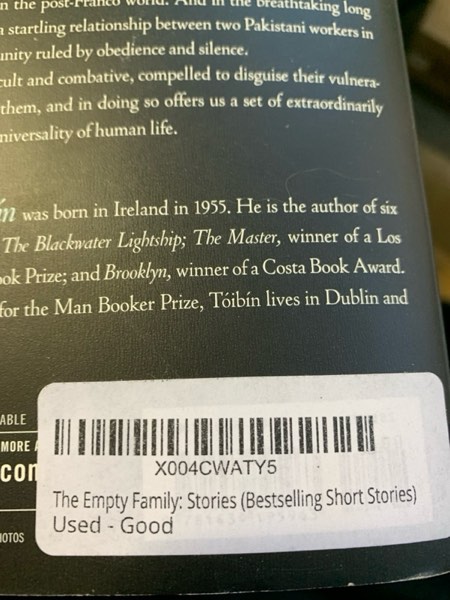 n the post-Franco world. And in the breathtaking long
a startling relationship between two Pakistani workers in
unity ruled by obedience and silence.
cult and combative, compelled to disguise their vulnera-
them, and in doing so offers us a set of extraordinarily
niversality of human life.
ín was born in Ireland in 1955. He is the author of six
The Blackwater Lightship; The Master, winner of a Los
ook Prize; and Brooklyn, winner of a Costa Book Award.
for the Man Booker Prize, Tóibín lives in Dublin and
ABLE
MORE A
con
X004CWATY5
The Empty Family: Stories (Bestselling Short Stories)
Used - Good
HOTOS